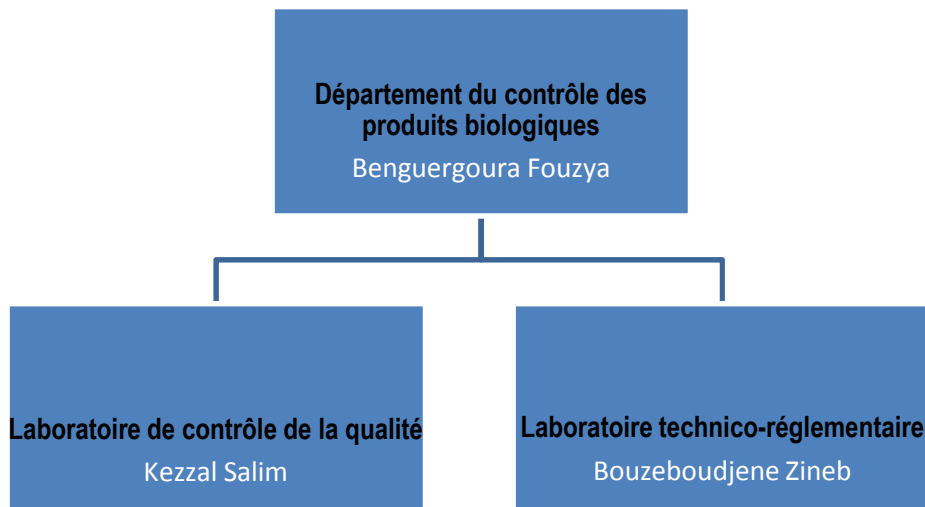 Département du contrôle des
produits biologiques
Benguergoura Fouzya
Laboratoire de contrôle de la qualité
Kezzal Salim
Laboratoire technico-réglementaire
Bouzeboudjene Zineb